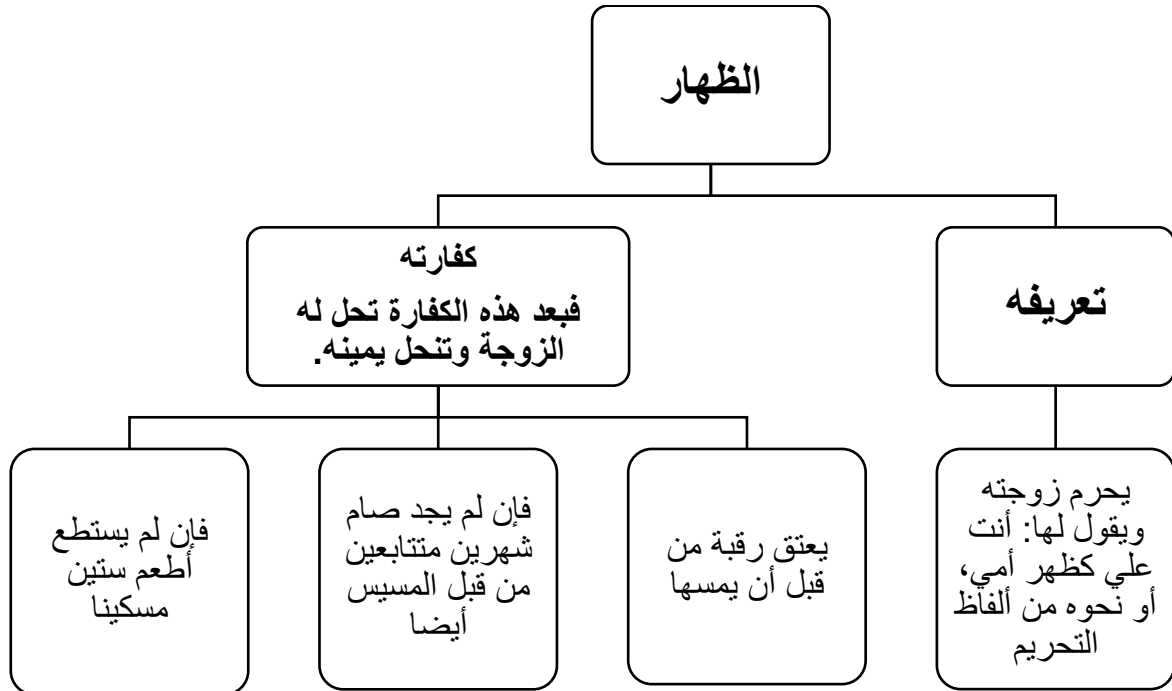 الظهار
تعريفه
كفارته
فبعد هذه الكفارة تحل له
الزوجة وتنحل يمينه.
يحرم زوجته
ويقول لها: أنت
علي كظهر أمي،
أو نحوه من ألفاظ
التحريم
يعتق رقبة من
قبل أن يمسها
فإن لم يجد صام
شهرين متتابعين
من قبل المسيس
أيضا
فإن لم يستطع
أطعم ستين
مسكينا